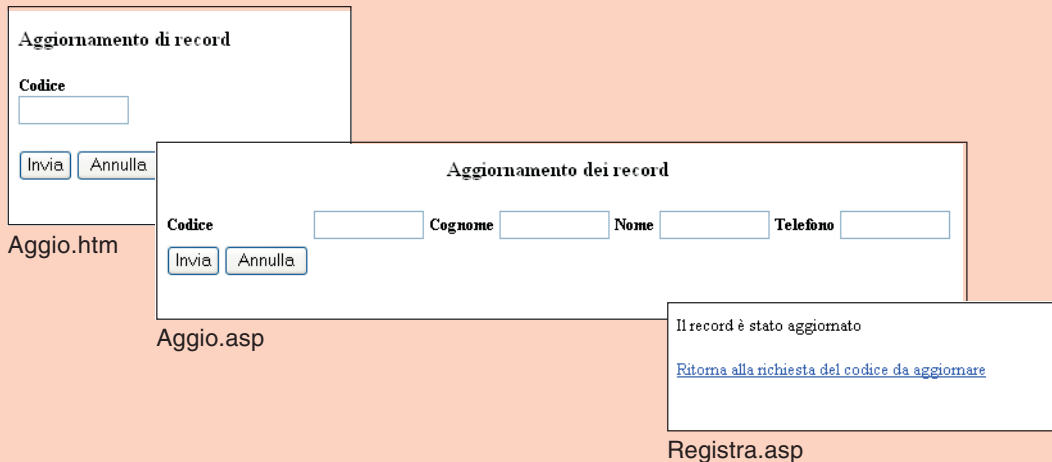 Aggiornamento di record
Codice
Invia Annulla
Aggio.htm
Aggiornamento dei record
Codice Cognome Nome Telefono
Invia Annulla
Aggio.asp
Il record è stato aggiornato
Ritorna alla richiesta del codice da aggiornare
Registra.asp